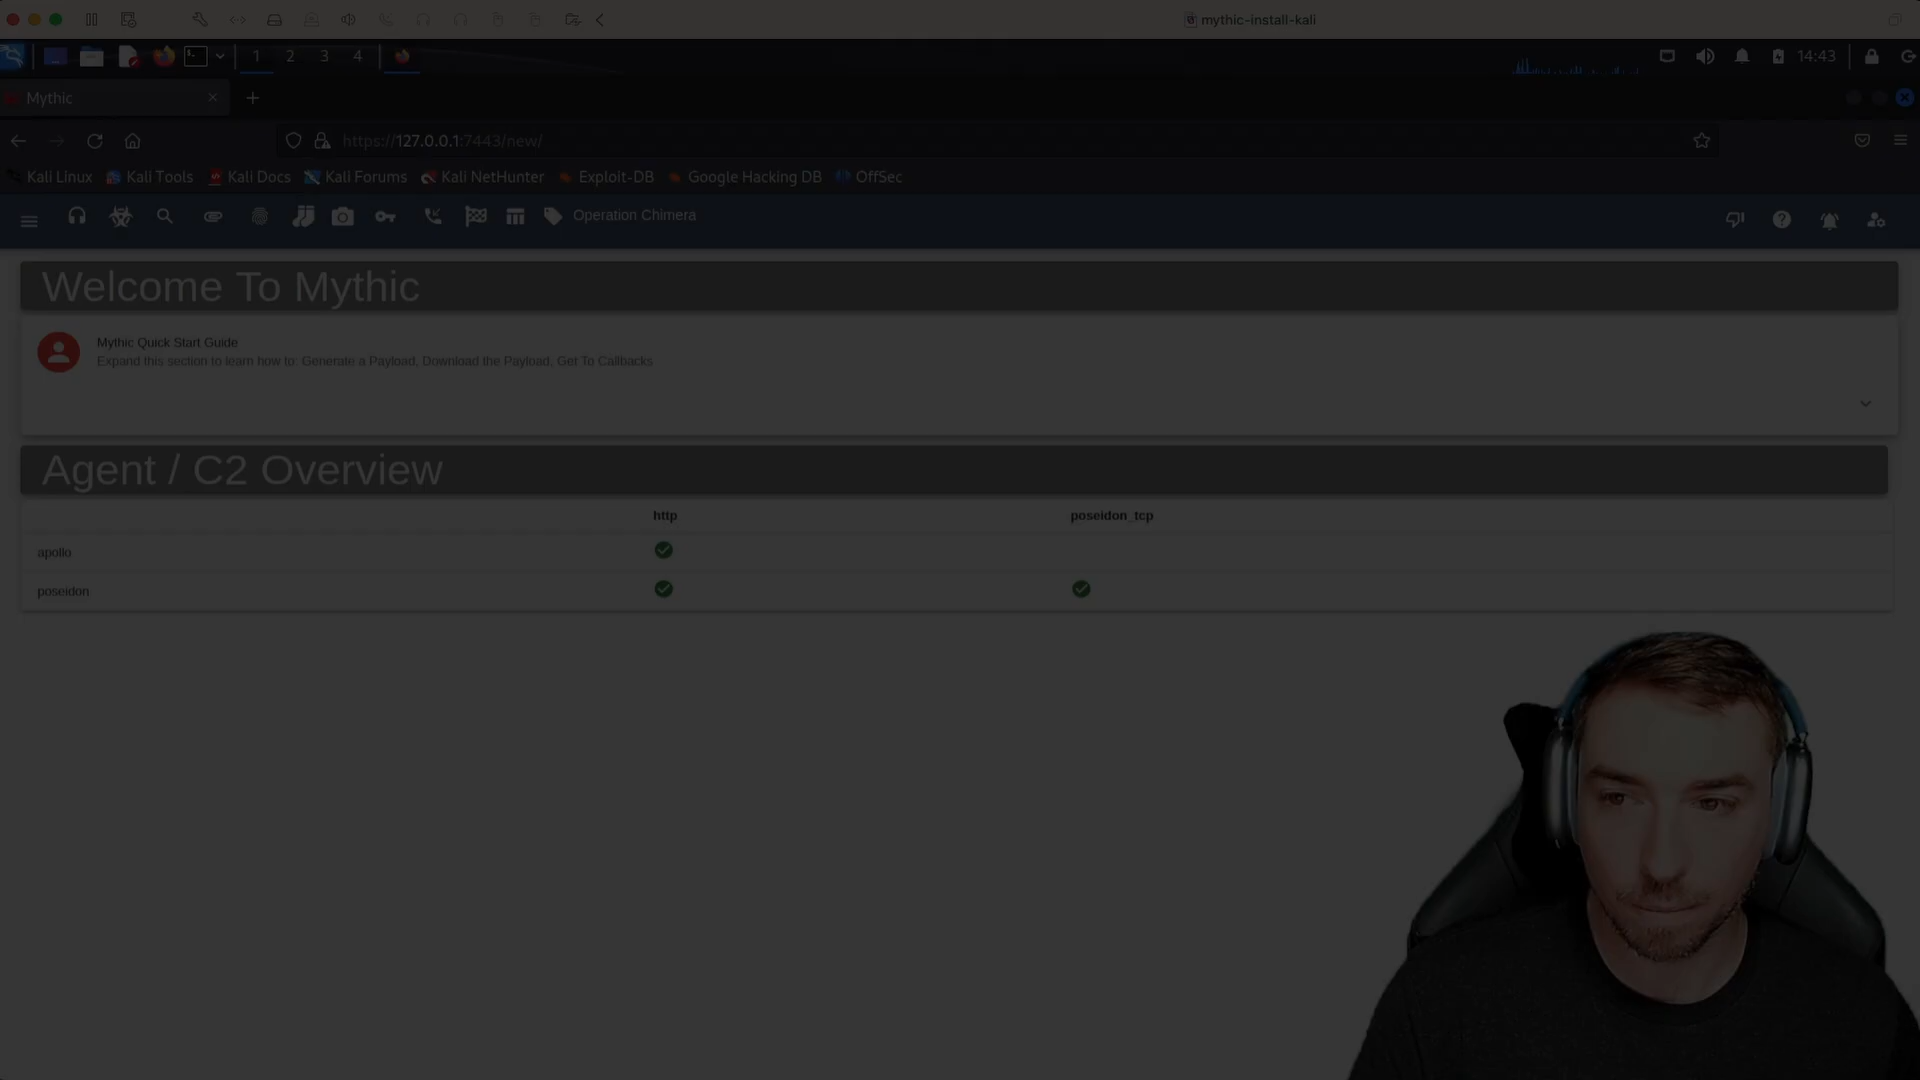 mythic-install-kali
1 2 3 4
14:43
Mythic
https://127.0.0.1:7443/new/
Kali Linux Kali Tools Kali Docs Kali Forums Kali NetHunter Exploit-DB Google Hacking DB OffSec
Operation Chimera
Welcome To Mythic
Mythic Quick Start Guide
Expand this section to learn how to: Generate a Payload, Download the Payload, Get To Callbacks
Agent / C2 Overview
http poseidon_tcp
apollo
poseidon